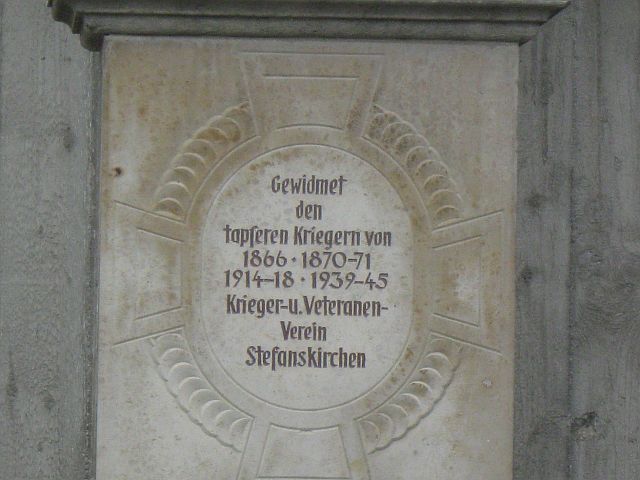 Gewidmet
den
tapferen Kriegern von
1866 · 1870-71
1914-18 · 1939-45
Krieger-u. Veteranen-
Verein
Stefanskirchen